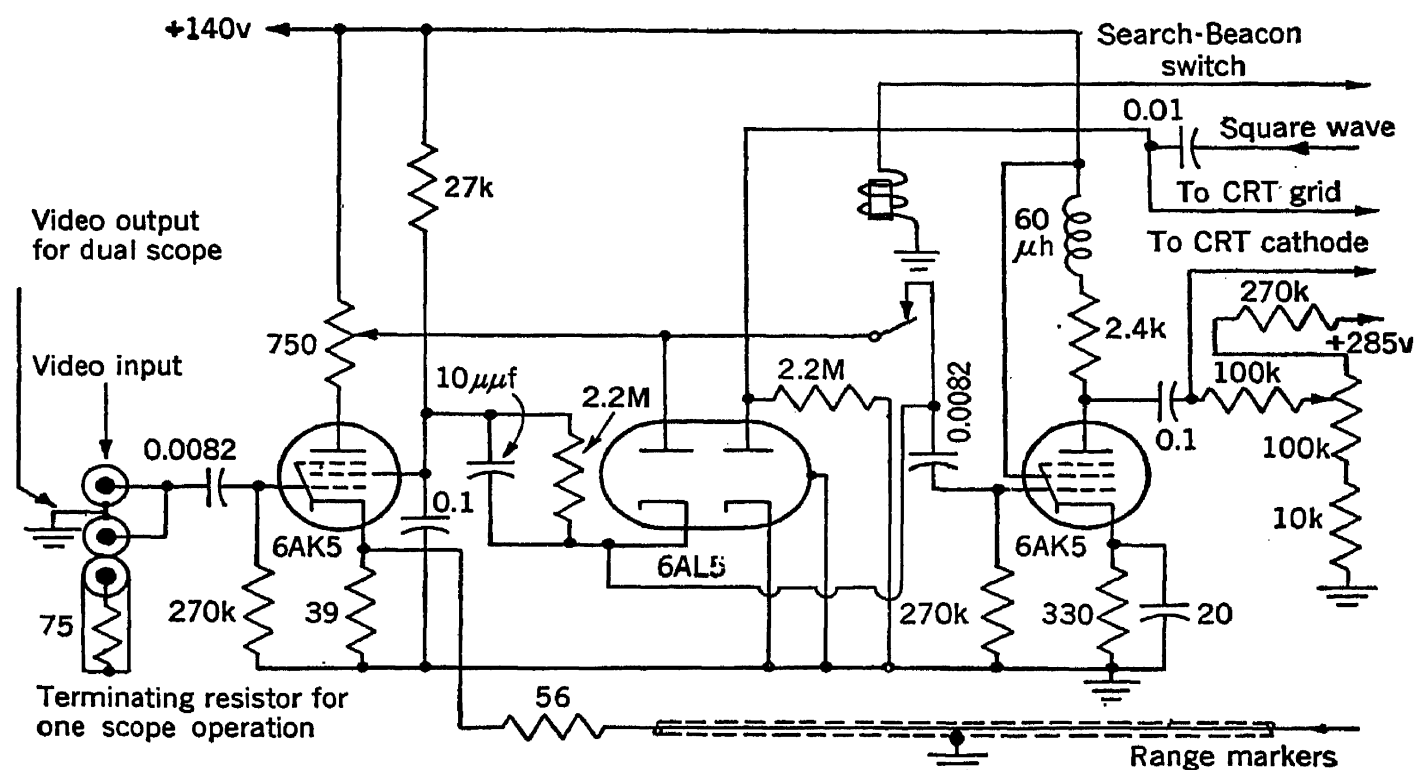 +140v
Search-Beacon
switch
0.01
Square wave
27k
To CRT grid
Video output
for dual scope
60
μh
To CRT cathode
270k
750
2.4k
+285v
Video input
10μμf
2.2M
2.2M
100k
0.0082
0.0082
0.1
100k
0.1
10k
6AK5
6AL5
6AK5
75
270k
39
270k
330
20
Terminating resistor for
one scope operation
56
Range markers